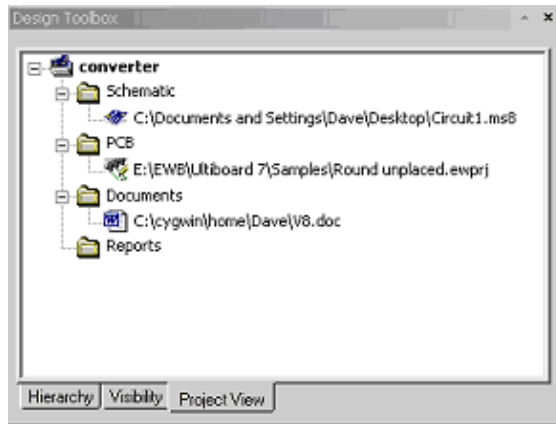 Design Toolbox
converter
Schematic
C:\Documents and Settings\Dave\Desktop\Circuit1.ms8
PCB
E:\EWB\Ultiboard 7\Samples\Round unplaced.ewprj
Documents
C:\cygwin\home\Dave\V8.doc
Reports
Hierarchy Visibility Project View